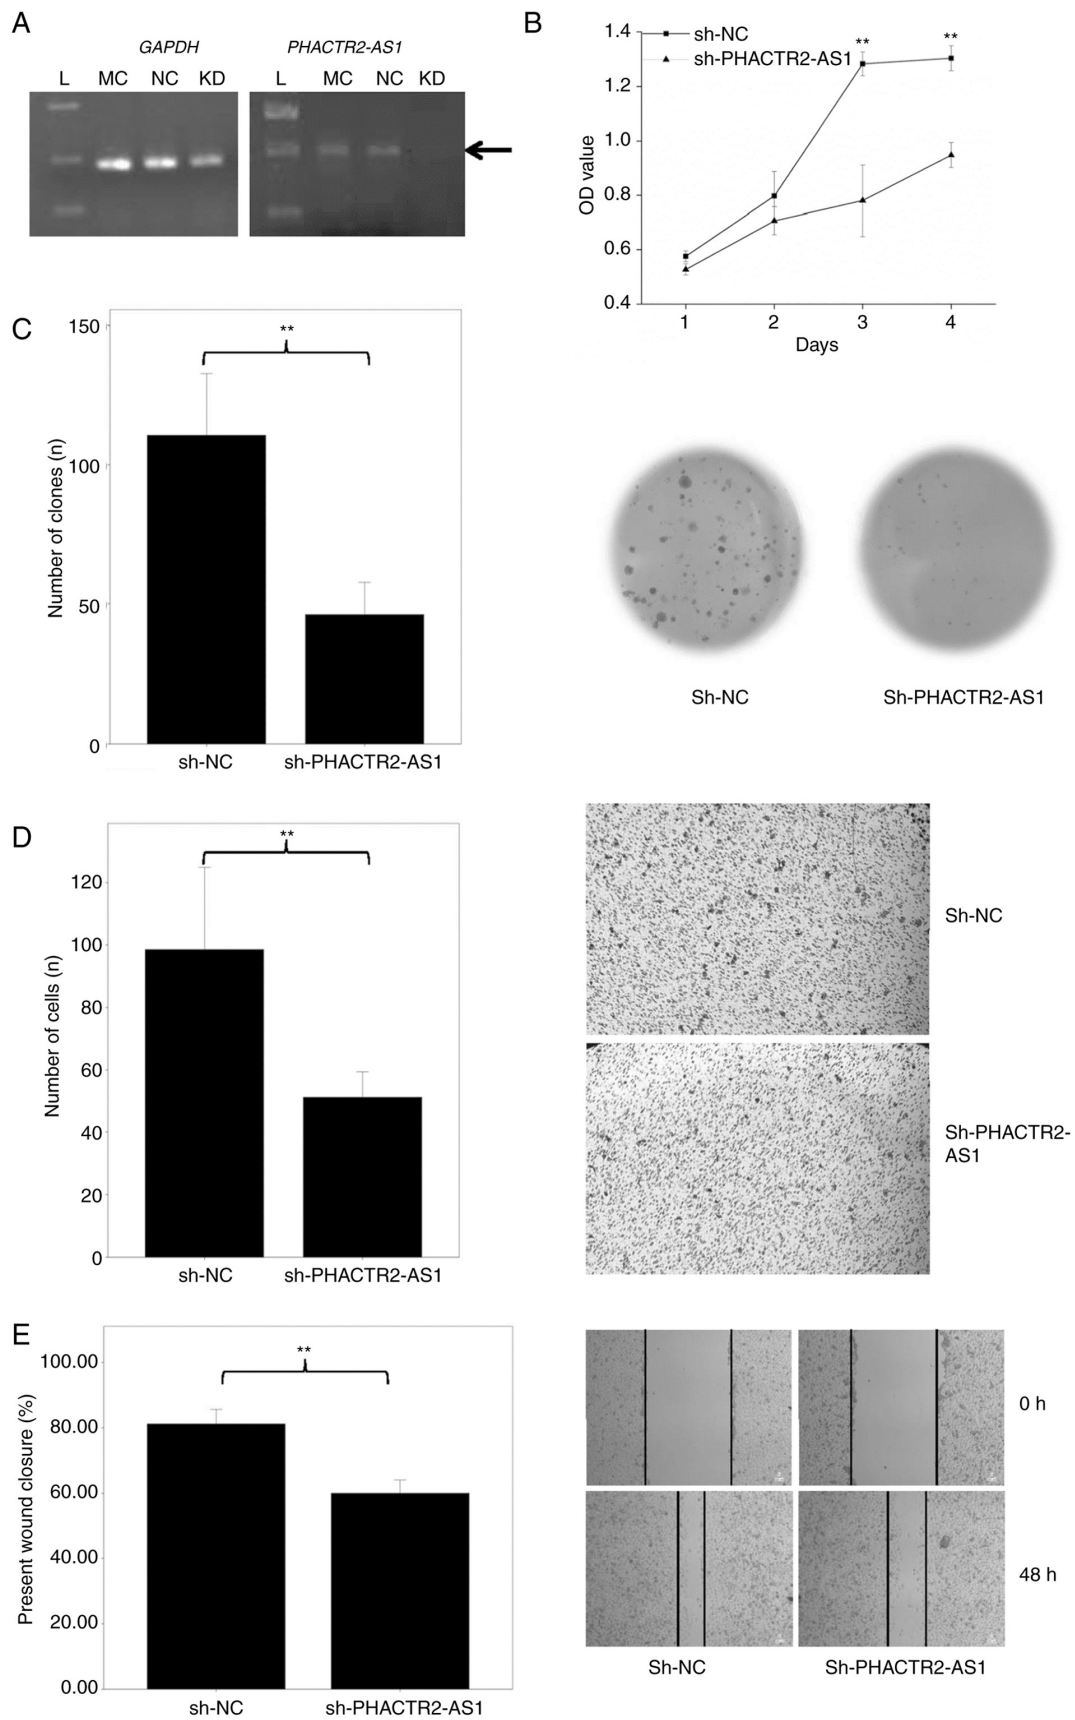 A
GAPDH
PHACTR2-AS1
L MC NC KD
L MC NC KD
B
1.4
1.2
1.0
0.8
0.6
0.4
OD value
sh-NC
sh-PHACTR2-AS1
** **
1 2 3 4
Days
C
150
100
50
0
Number of clones (n)
**
sh-NC sh-PHACTR2-AS1
Sh-NC Sh-PHACTR2-AS1
D
120
100
80
60
40
20
0
Number of cells (n)
**
sh-NC sh-PHACTR2-AS1
Sh-NC
Sh-PHACTR2-
AS1
E
100.00
80.00
60.00
40.00
20.00
0.00
Present wound closure (%)
**
sh-NC sh-PHACTR2-AS1
0 h
48 h
Sh-NC Sh-PHACTR2-AS1